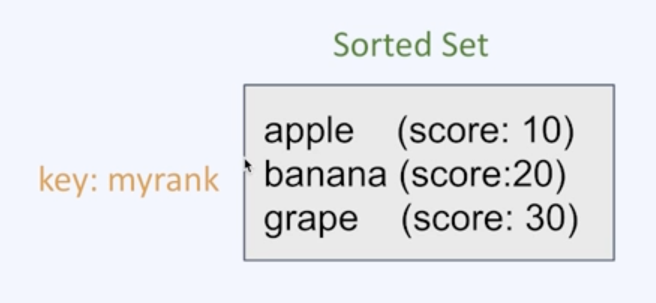 Sorted Set
apple (score: 10)
key: myrank
banana (score:20)
grape (score: 30)